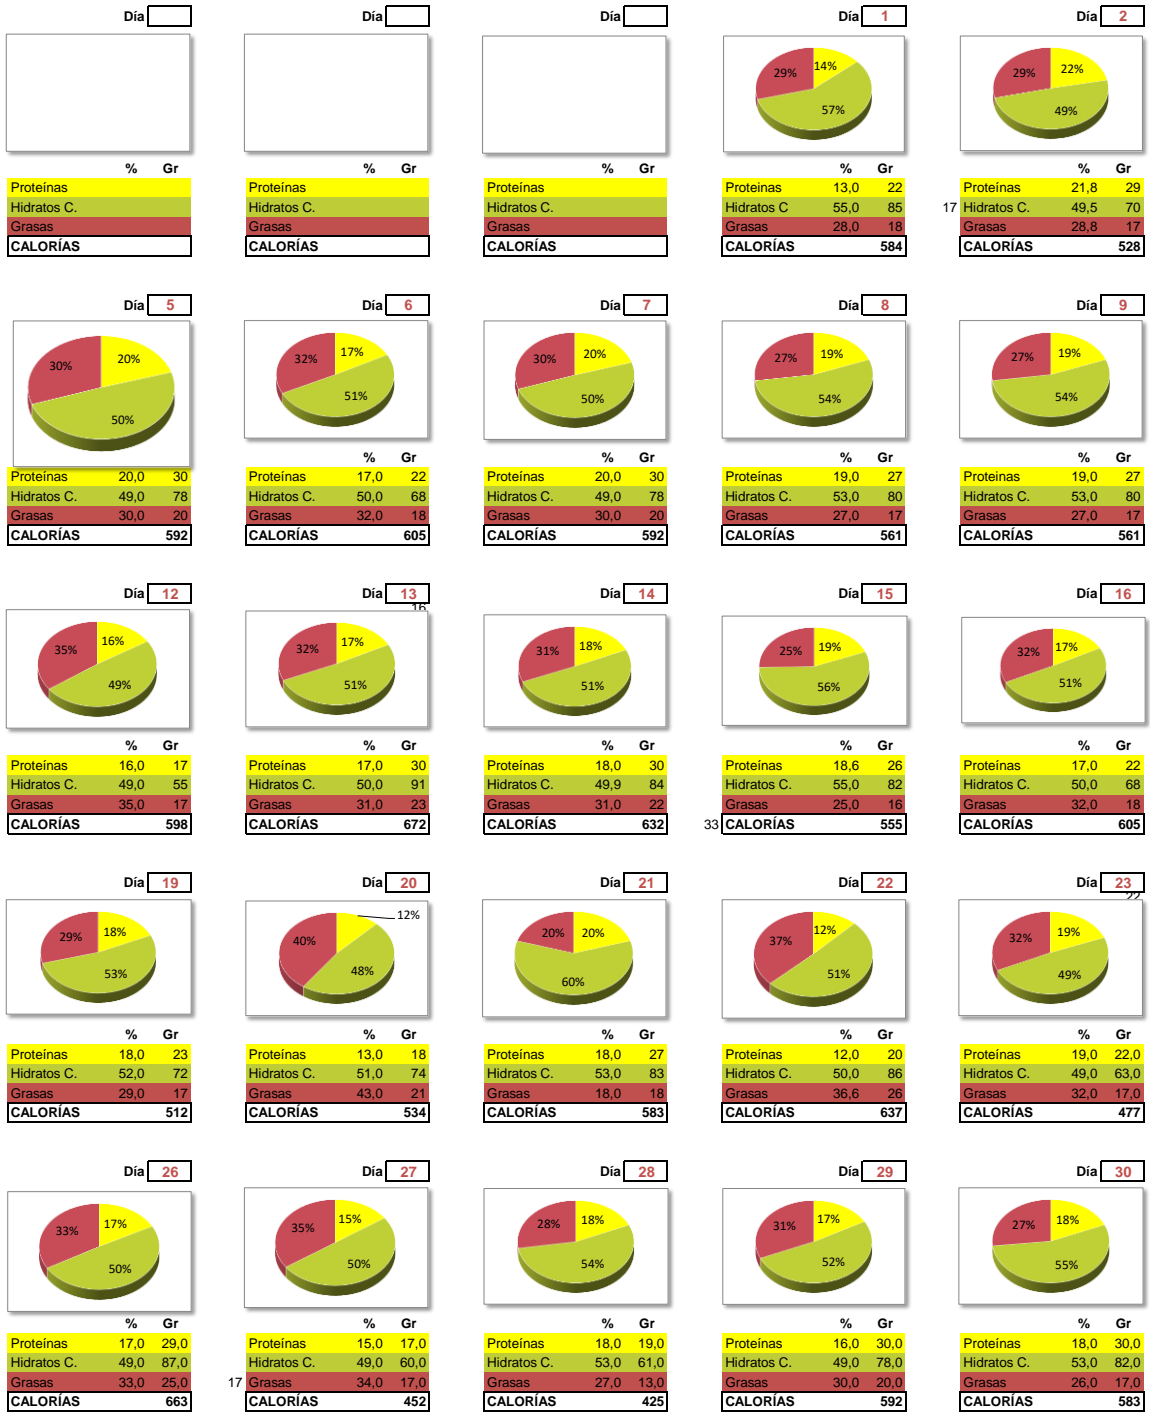 Día Día Día Día 1 Día 2
29% 14% 57% 29% 22% 49%
% Gr % Gr % Gr % Gr % Gr
Proteínas Proteínas Proteínas Proteinas 13,0 22 Proteínas 21,8 29
Hidratos C. Hidratos C. Hidratos C. Hidratos C 55,0 85 17 Hidratos C. 49,5 70
Grasas Grasas Grasas Grasas 28,0 18 Grasas 28,8 17
CALORÍAS CALORÍAS CALORÍAS CALORÍAS 584 CALORÍAS 528
Día 5 Día 6 Día 7 Día 8 Día 9
30% 20% 50% 32% 17% 51% 30% 20% 50% 27% 19% 54% 27% 19% 54%
% Gr % Gr % Gr % Gr
Proteínas 20,0 30 Proteínas 17,0 22 Proteínas 20,0 30 Proteínas 19,0 27 Proteínas 19,0 27
Hidratos C. 49,0 78 Hidratos C. 50,0 68 Hidratos C. 49,0 78 Hidratos C. 53,0 80 Hidratos C. 53,0 80
Grasas 30,0 20 Grasas 32,0 18 Grasas 30,0 20 Grasas 27,0 17 Grasas 27,0 17
CALORÍAS 592 CALORÍAS 605 CALORÍAS 592 CALORÍAS 561 CALORÍAS 561
Día 12 Día 13 Día 14 Día 15 Día 16
16
35% 16% 49% 32% 17% 51% 31% 18% 51% 25% 19% 56% 32% 17% 51%
% Gr % Gr % Gr % Gr % Gr
Proteínas 16,0 17 Proteínas 17,0 30 Proteínas 18,0 30 Proteínas 18,6 26 Proteínas 17,0 22
Hidratos C. 49,0 55 Hidratos C. 50,0 91 Hidratos C. 49,9 84 Hidratos C. 55,0 82 Hidratos C. 50,0 68
Grasas 35,0 17 Grasas 31,0 23 Grasas 31,0 22 Grasas 25,0 16 Grasas 32,0 18
CALORÍAS 598 CALORÍAS 672 CALORÍAS 632 33 CALORÍAS 555 CALORÍAS 605
Día 19 Día 20 Día 21 Día 22 Día 23
22
29% 18% 53% 40% 12% 48% 20% 20% 60% 37% 12% 51% 32% 19% 49%
% Gr % Gr % Gr % Gr % Gr
Proteínas 18,0 23 Proteínas 13,0 18 Proteínas 18,0 27 Proteínas 12,0 20 Proteínas 19,0 22,0
Hidratos C. 52,0 72 Hidratos C. 51,0 74 Hidratos C. 53,0 83 Hidratos C. 50,0 86 Hidratos C. 49,0 63,0
Grasas 29,0 17 Grasas 43,0 21 Grasas 18,0 18 Grasas 36,6 26 Grasas 32,0 17,0
CALORÍAS 512 CALORÍAS 534 CALORÍAS 583 CALORÍAS 637 CALORÍAS 477
Día 26 Día 27 Día 28 Día 29 Día 30
33% 17% 50% 35% 15% 50% 28% 18% 54% 31% 17% 52% 27% 18% 55%
% Gr % Gr % Gr % Gr % Gr
Proteínas 17,0 29,0 Proteínas 15,0 17,0 Proteínas 18,0 19,0 Proteínas 16,0 30,0 Proteínas 18,0 30,0
Hidratos C. 49,0 87,0 Hidratos C. 49,0 60,0 Hidratos C. 53,0 61,0 Hidratos C. 49,0 78,0 Hidratos C. 53,0 82,0
Grasas 33,0 25,0 17 Grasas 34,0 17,0 Grasas 27,0 13,0 Grasas 30,0 20,0 Grasas 26,0 17,0
CALORÍAS 663 CALORÍAS 452 CALORÍAS 425 CALORÍAS 592 CALORÍAS 583